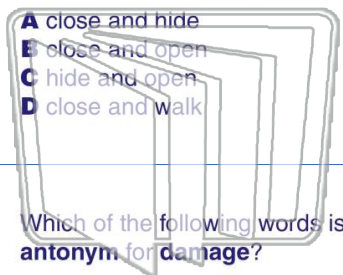 A close and hide
B close and open
C hide and open
D close and walk
Which of the following words is
antonym for damage?